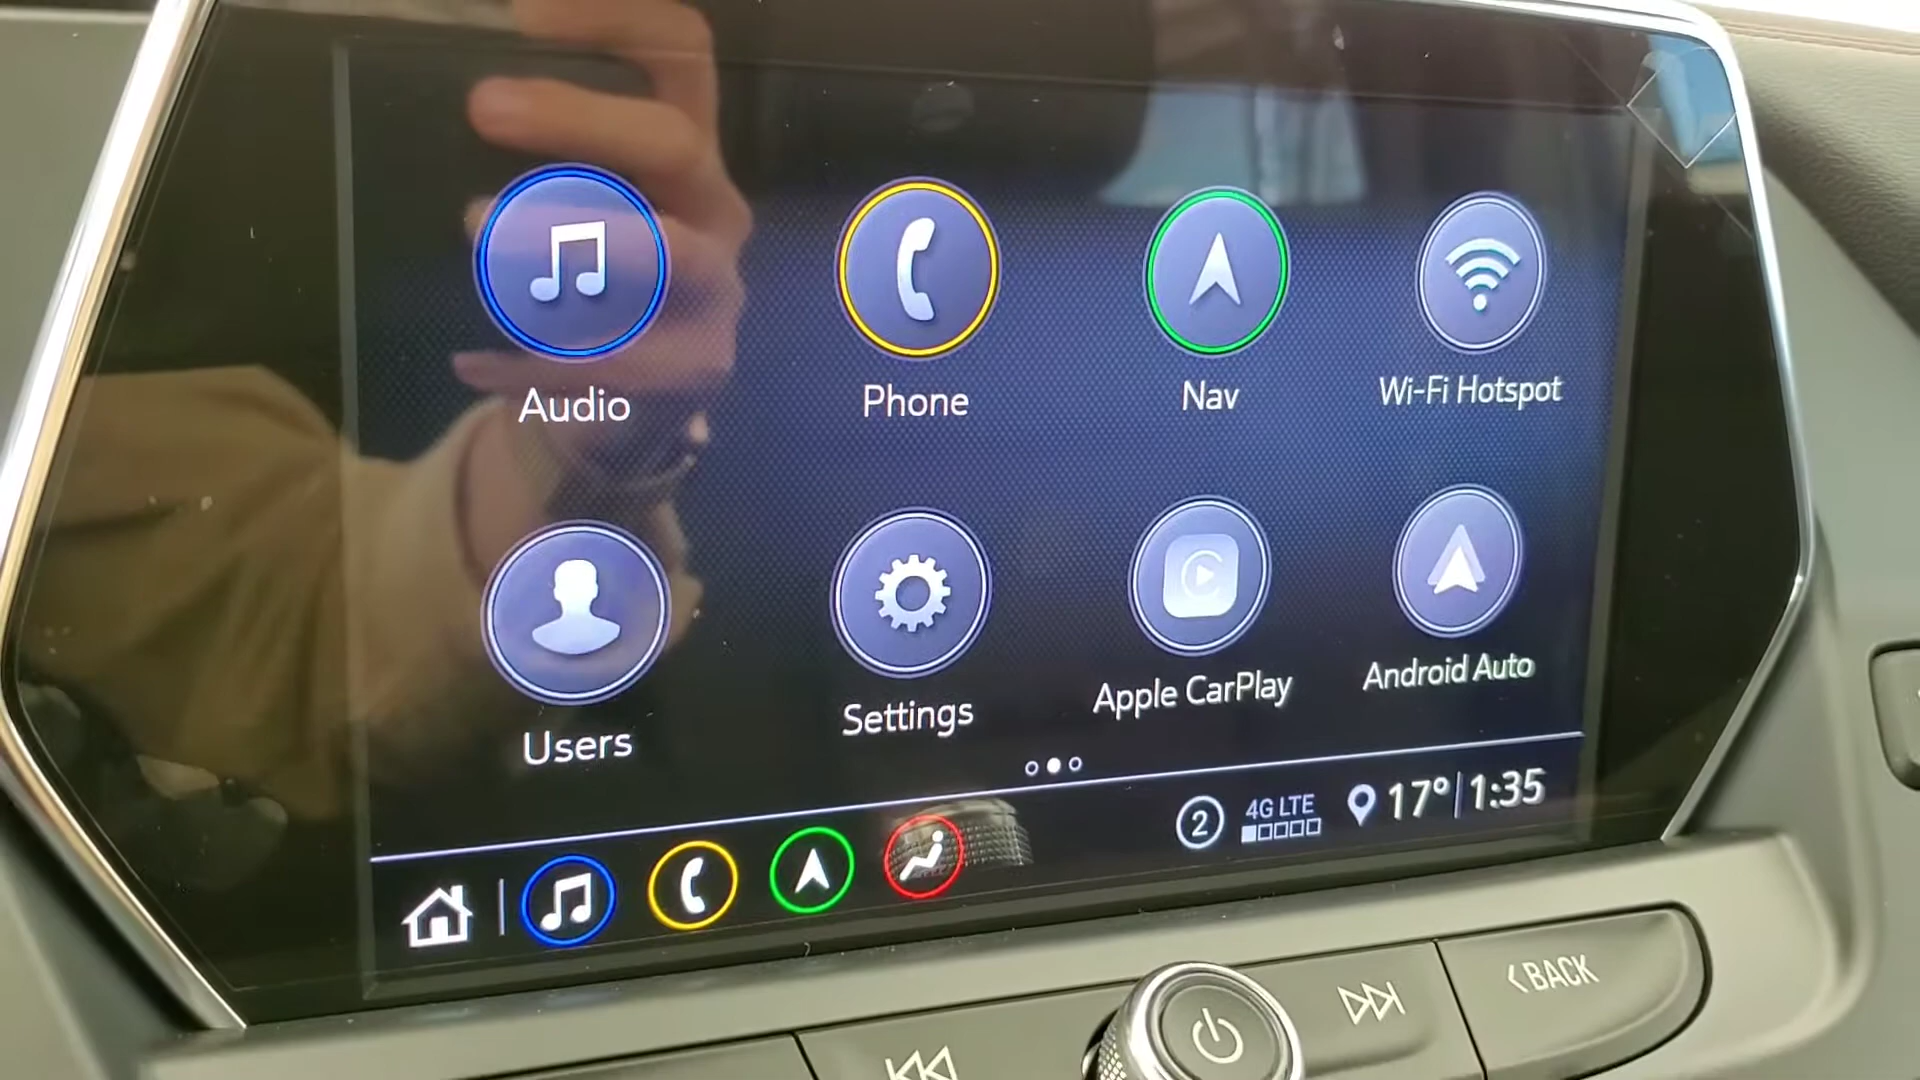 Audio
Phone
Nav
Wi-Fi Hotspot
Users
Settings
Apple CarPlay
Android Auto
2
4G LTE
17° 1:35
<BACK